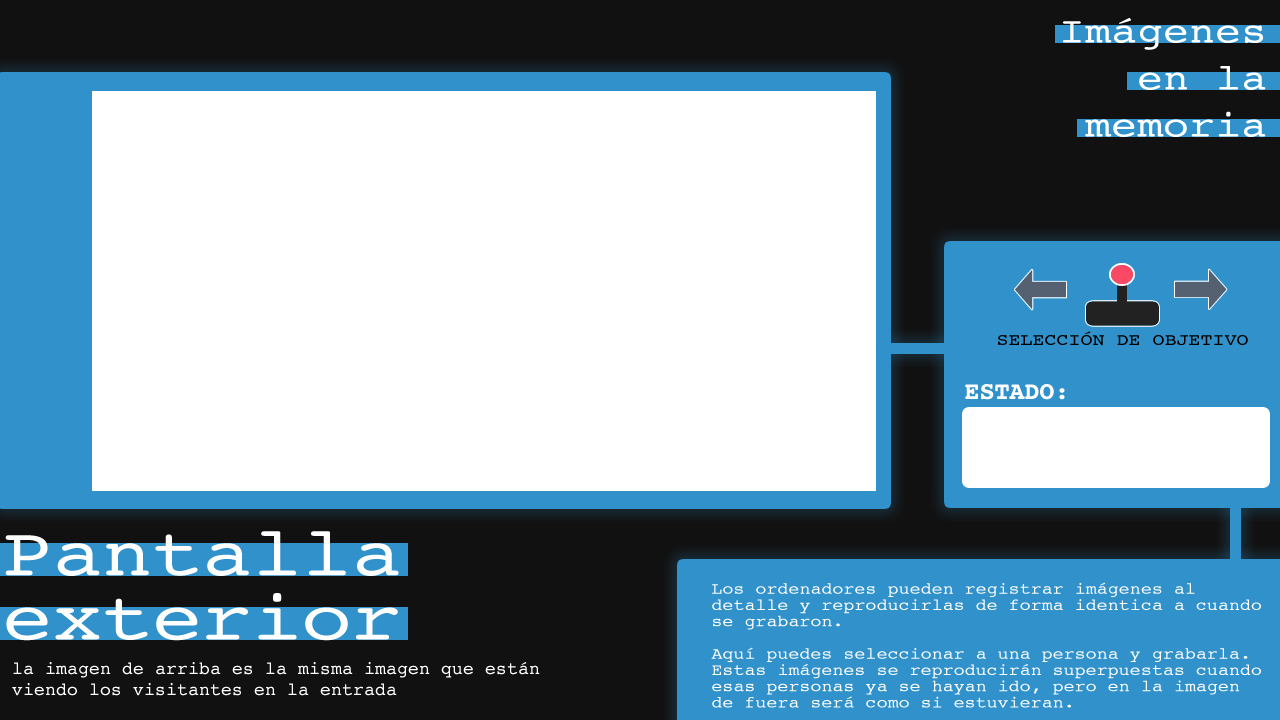 Imágenes
en la
memoria
SELECCIÓN DE OBJETIVO
ESTADO:
Pantalla
exterior
la imagen de arriba es la misma imagen que están
viendo los visitantes en la entrada
Los ordenadores pueden registrar imágenes al
detalle y reproducirlas de forma identica a cuando
se grabaron.
Aquí puedes seleccionar a una persona y grabarla.
Estas imágenes se reproducirán superpuestas cuando
esas personas ya se hayan ido, pero en la imagen
de fuera será como si estuvieran.